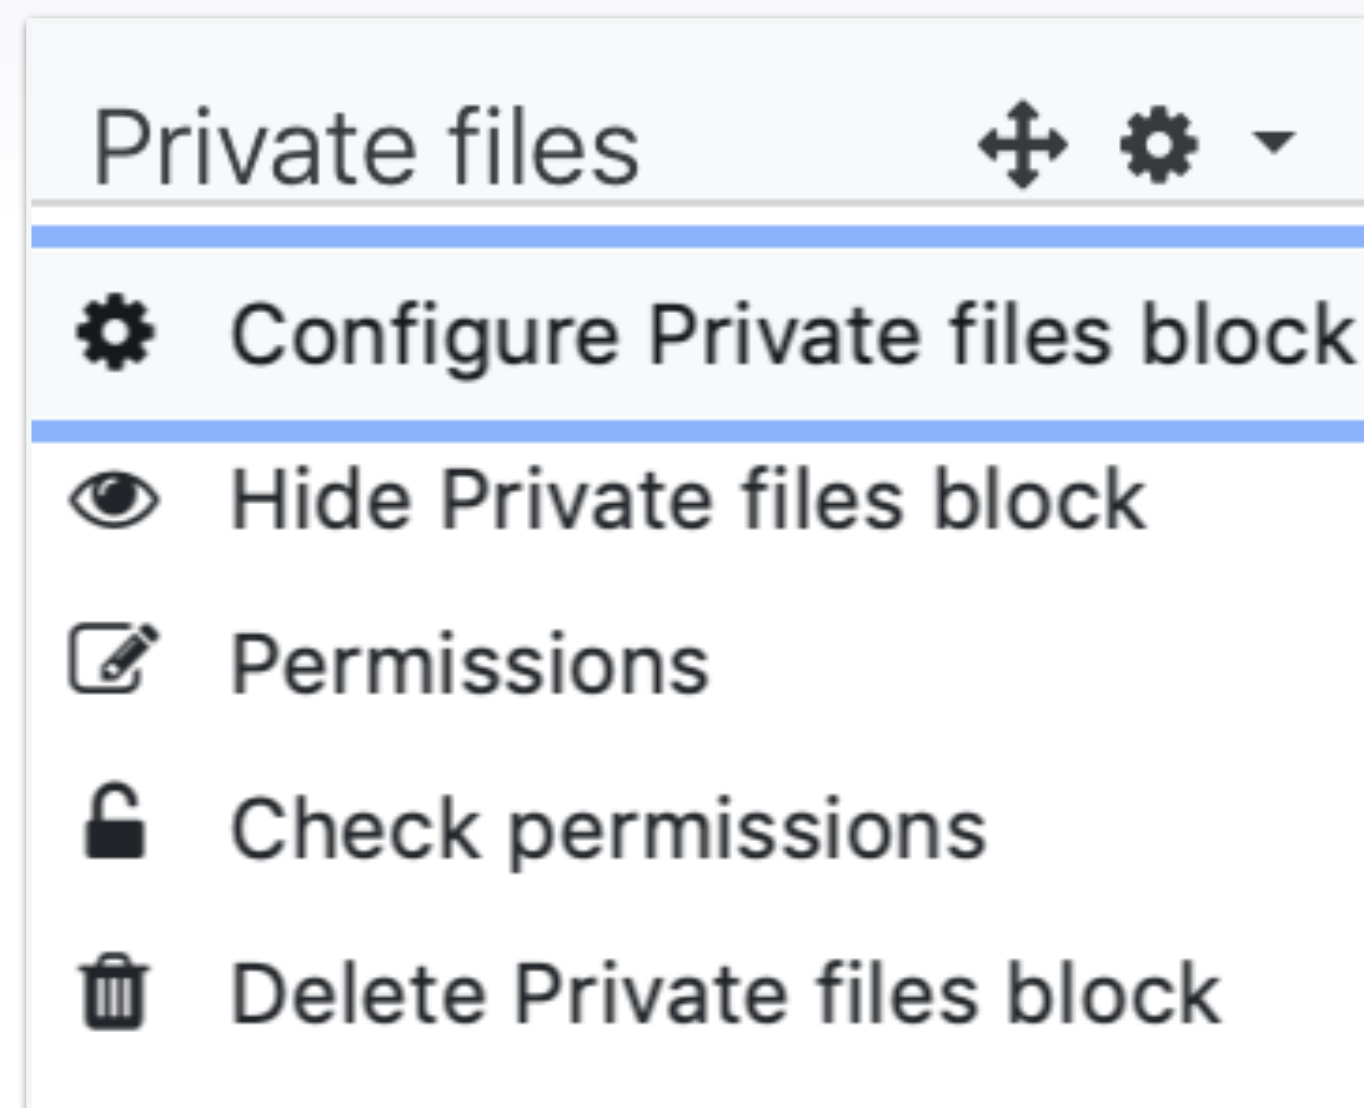 Private files
Configure Private files block
Hide Private files block
Permissions
Check permissions
Delete Private files block